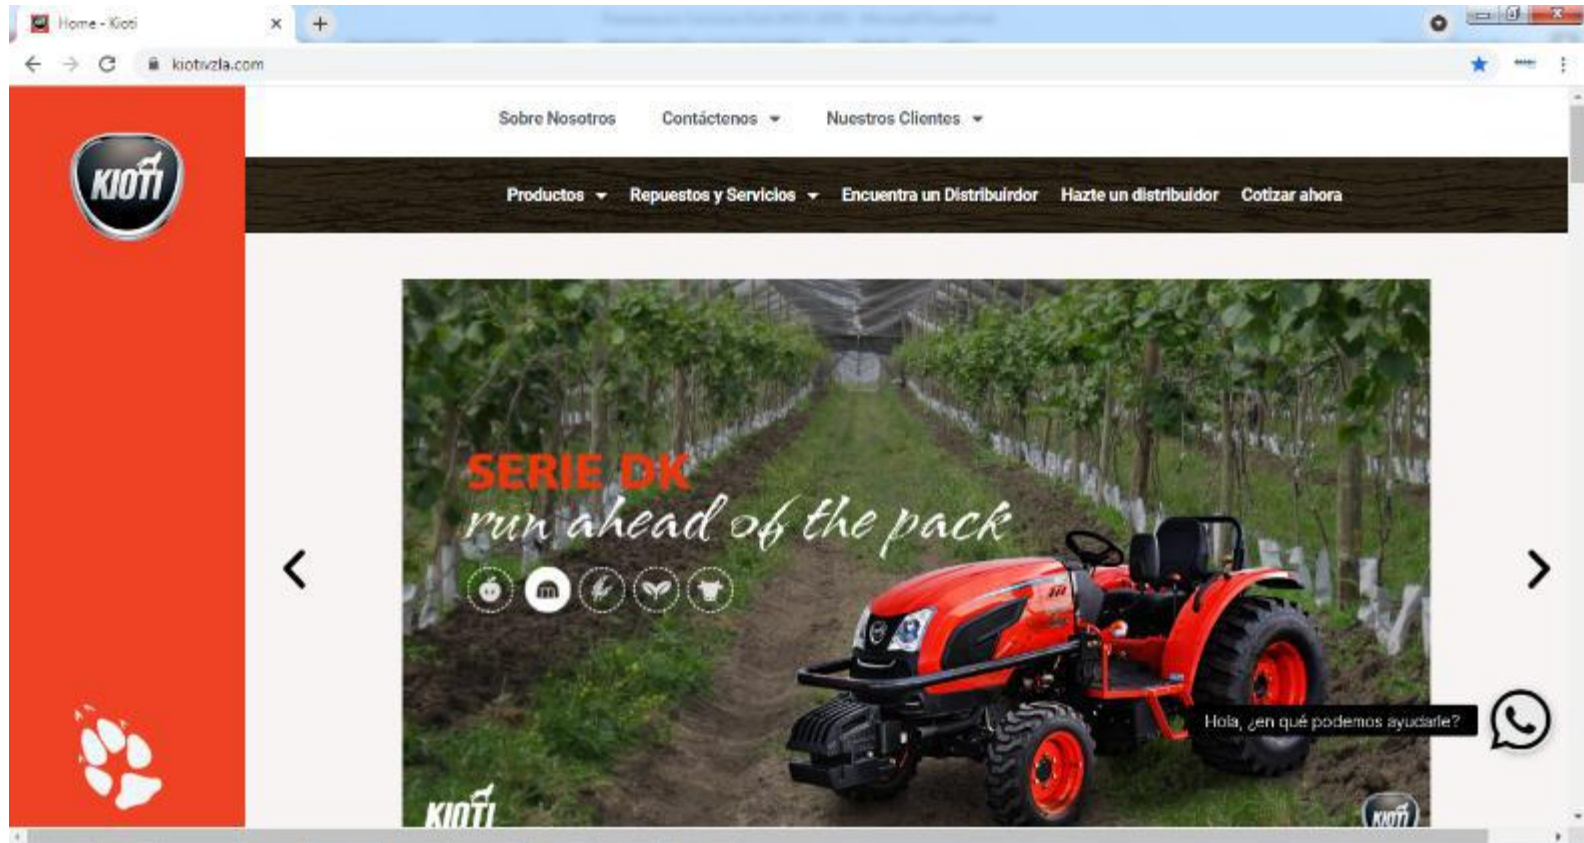 Home - Kioti
kiotivzla.com
KIOTI
Sobre Nosotros Contáctenos Nuestros Clientes
Productos Repuestos y Servicios Encuentra un Distribuirdor Hazte un distribuidor Cotizar ahora
SERIE DK
run ahead of the pack
Hola, ¿en qué podemos ayudarle?
KIOTI
KIOTI